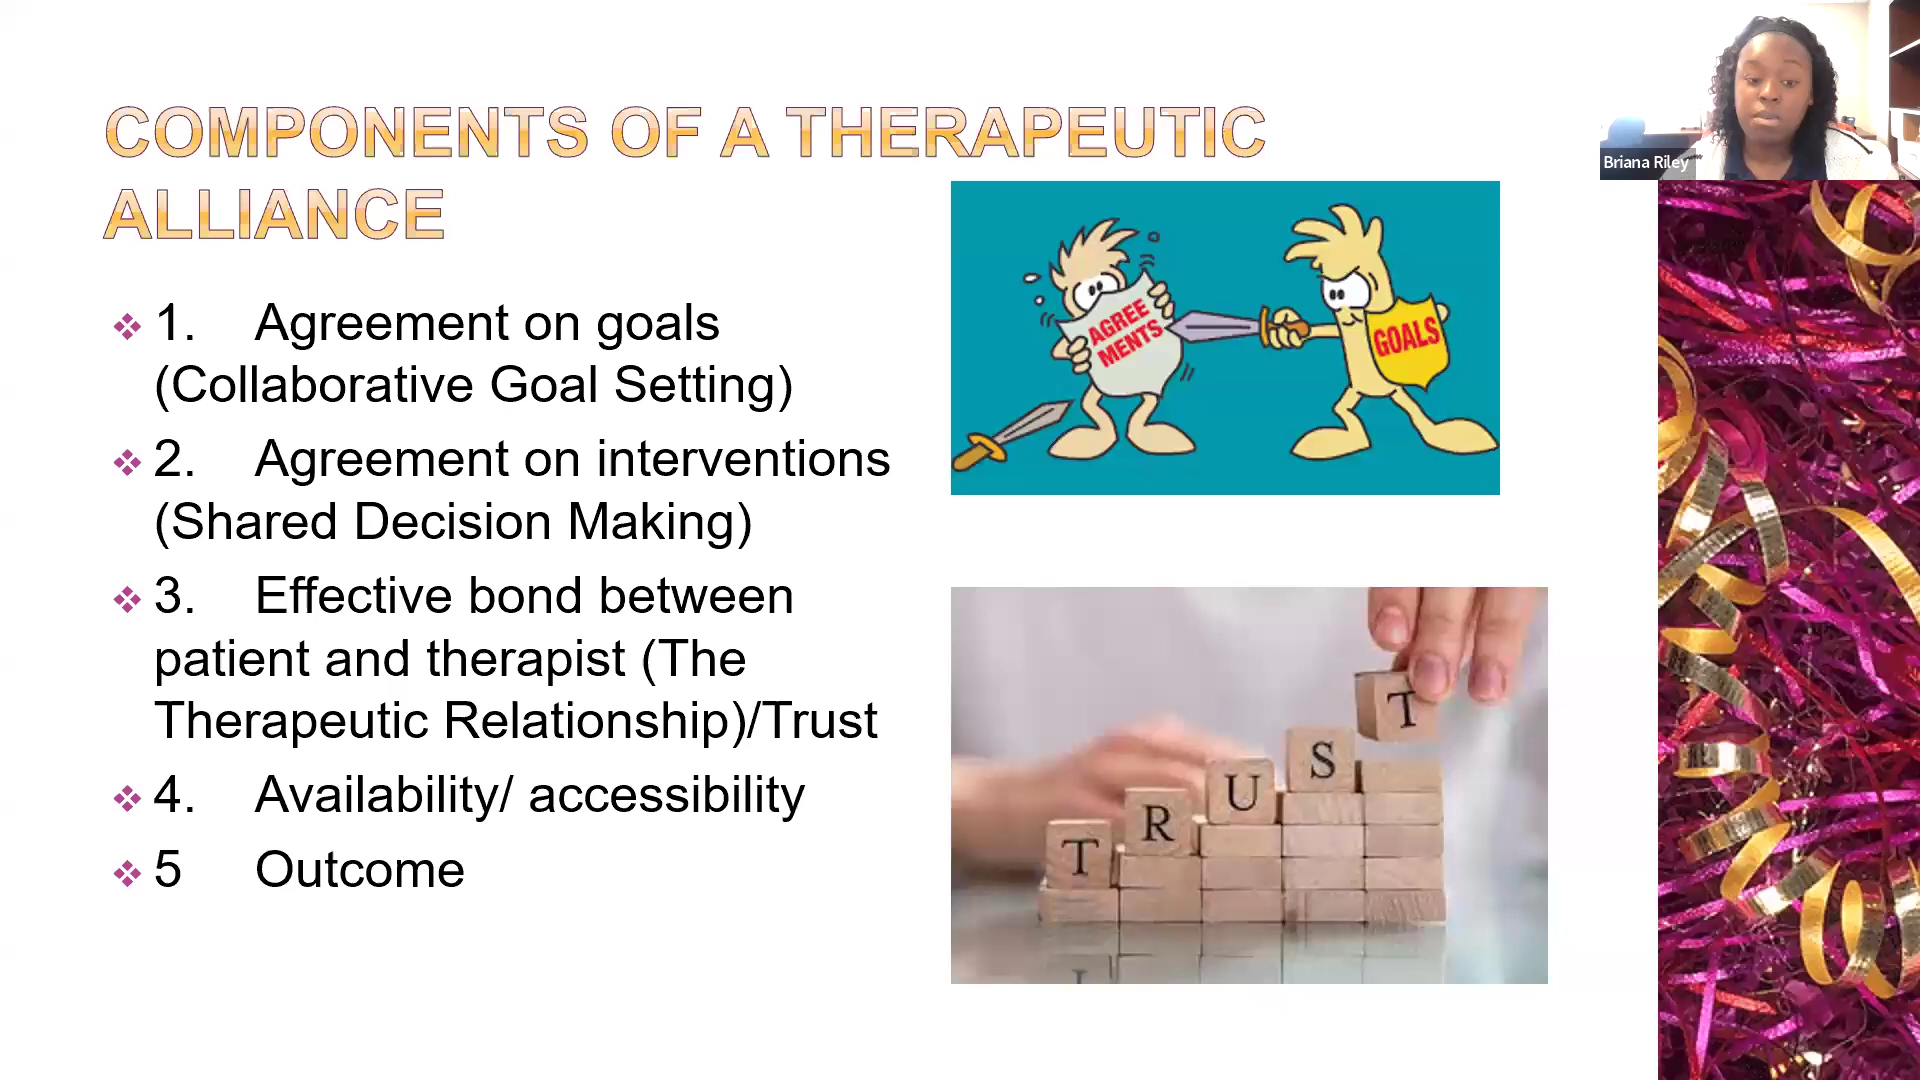 COMPONENTS OF A THERAPEUTIC
ALLIANCE
1. Agreement on goals
(Collaborative Goal Setting)
2. Agreement on interventions
(Shared Decision Making)
3. Effective bond between
patient and therapist (The
Therapeutic Relationship)/Trust
4. Availability/ accessibility
5 Outcome
AGREE
MENTS
GOALS
T R U S T
Briana Riley